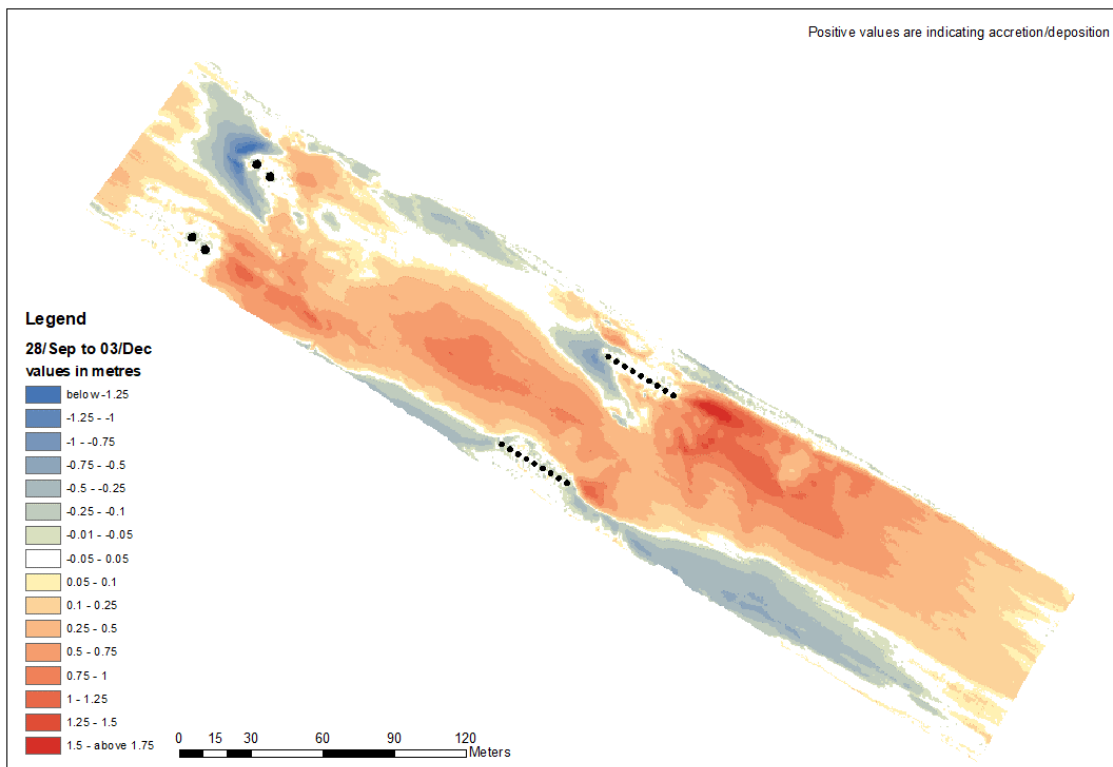 Positive values are indicating accretion/deposition
Legend
28/Sep to 03/Dec
values in metres
below -1.25
-1.25 - -1
-1 - -0.75
-0.75 - -0.5
-0.5 - -0.25
-0.25 - -0.1
-0.01 - -0.05
-0.05 - 0.05
0.05 - 0.1
0.1 - 0.25
0.25 - 0.5
0.5 - 0.75
0.75 - 1
1 - 1.25
1.25 - 1.5
1.5 - above 1.75
0 15 30 60 90 120
Meters